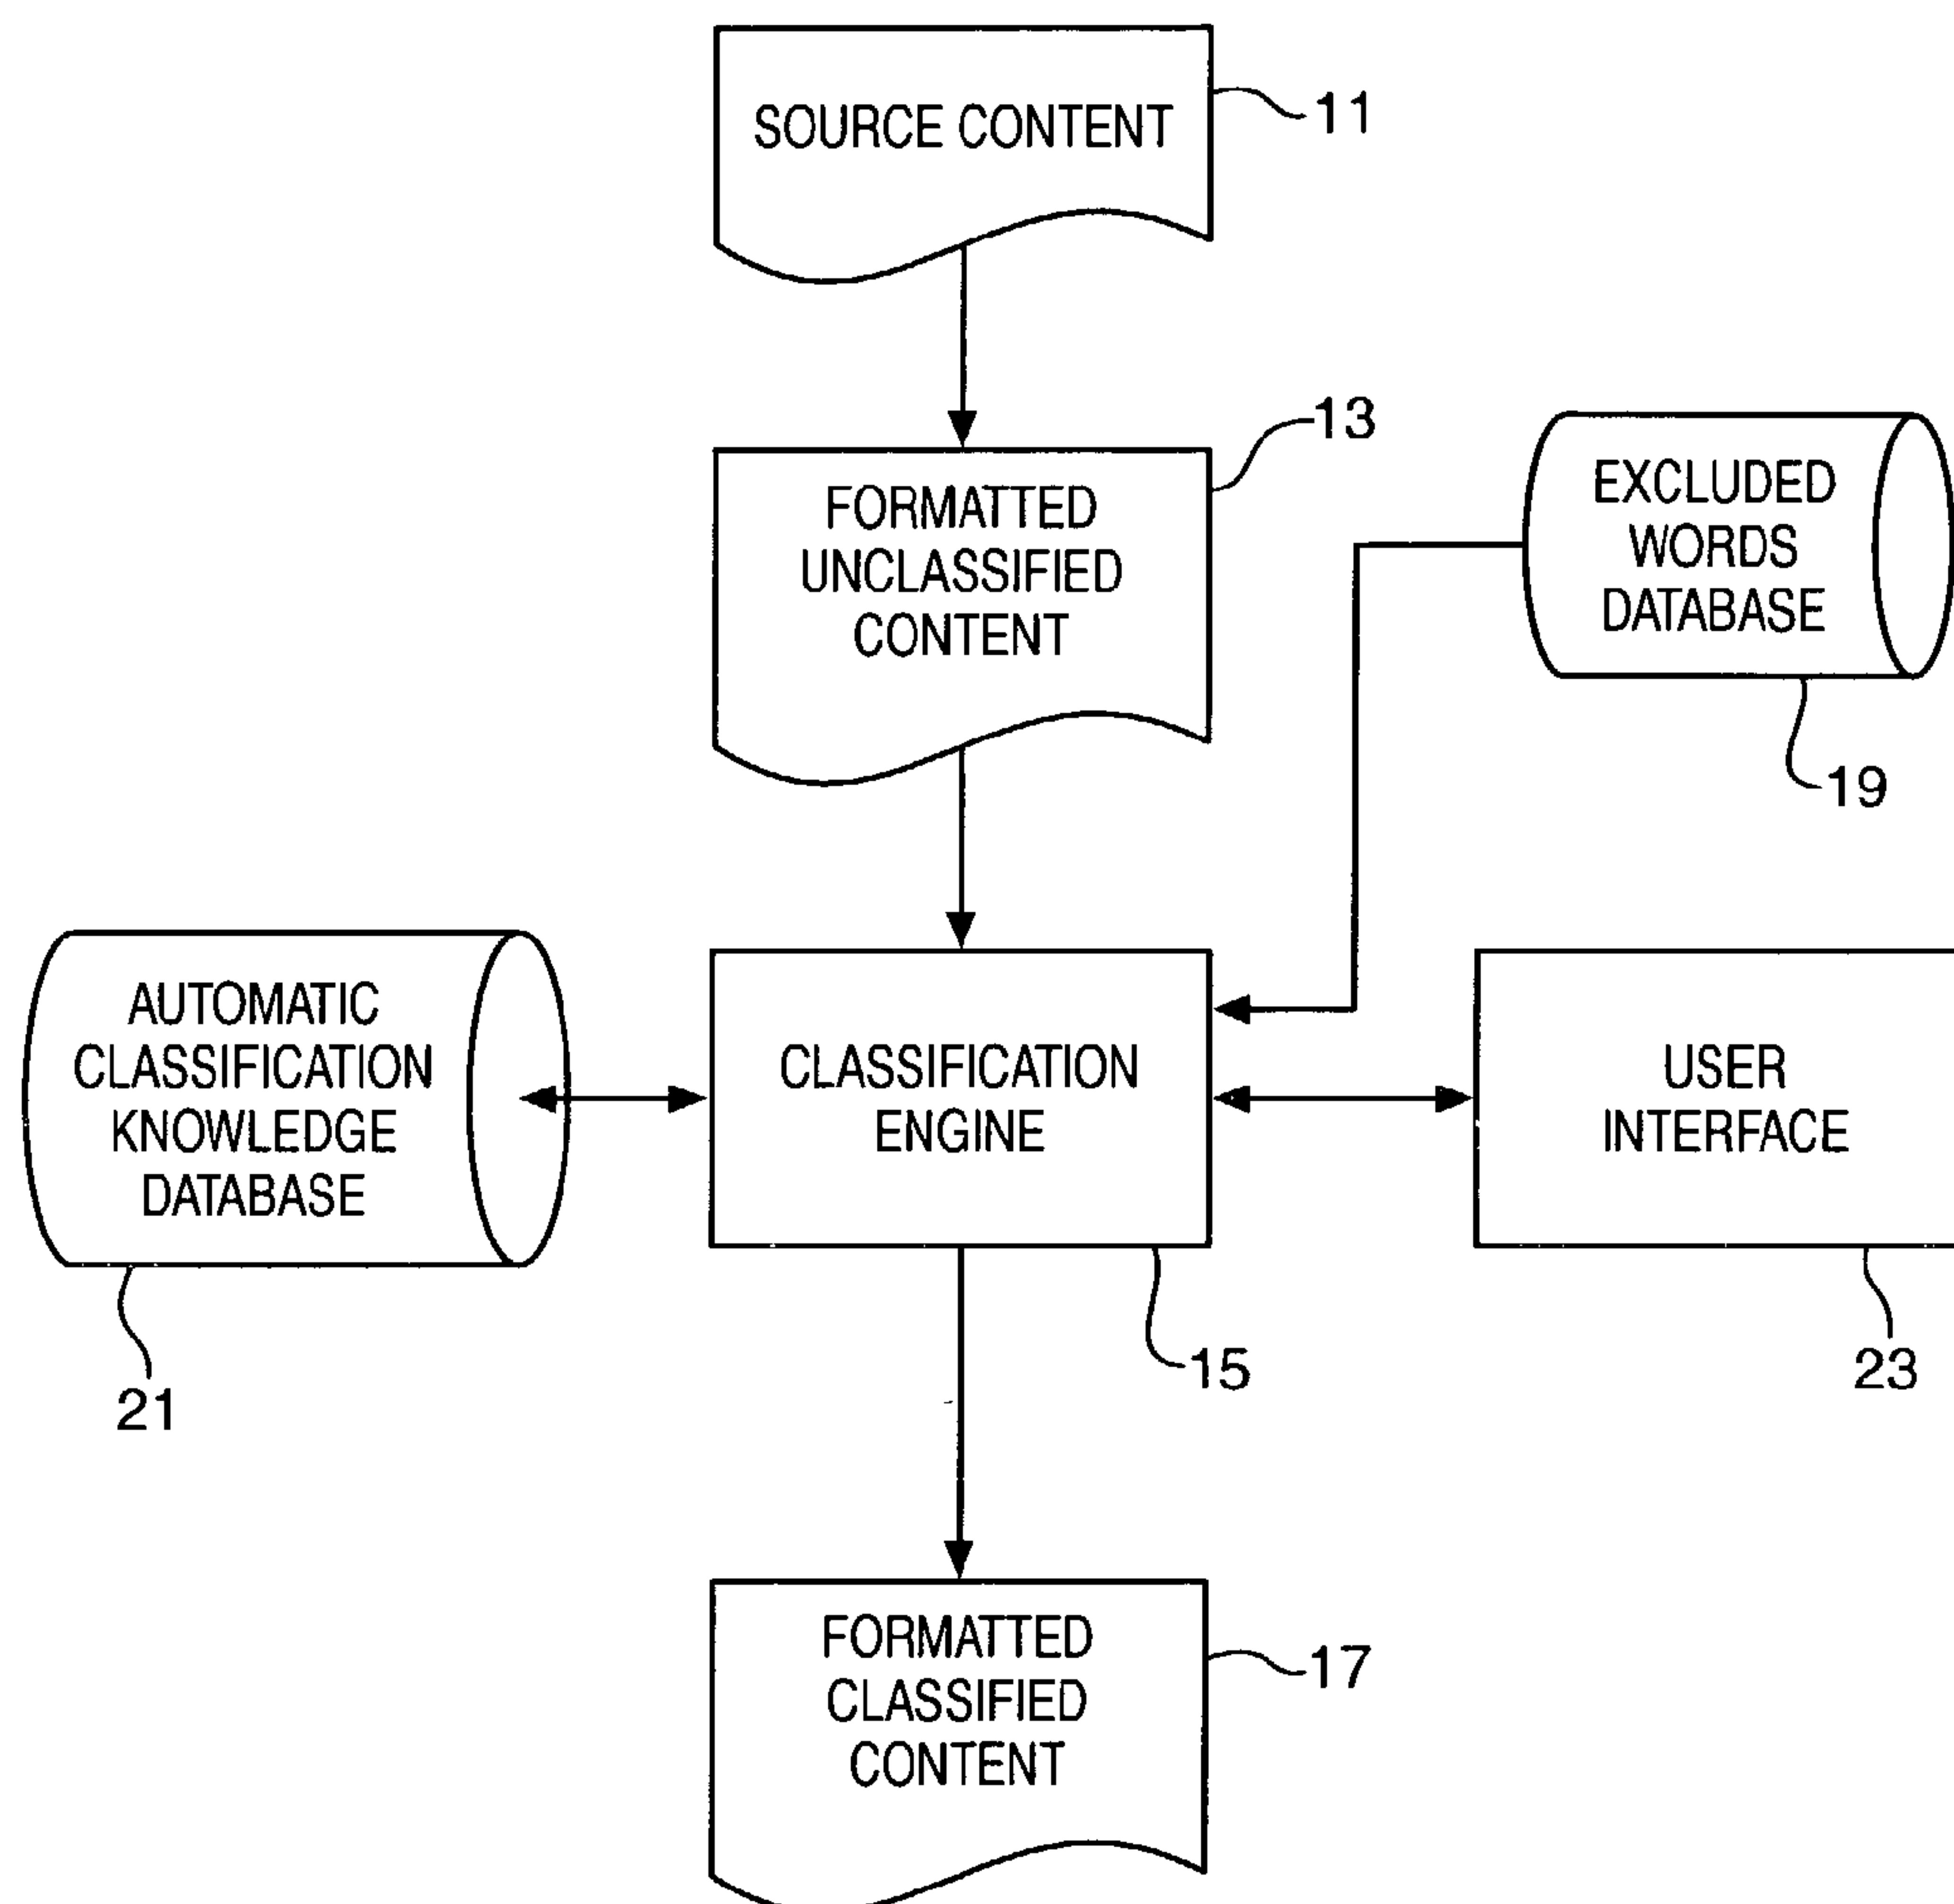 SOURCE CONTENT
11
FORMATTED
UNCLASSIFIED
CONTENT
13
EXCLUDED
WORDS
DATABASE
19
AUTOMATIC
CLASSIFICATION
KNOWLEDGE
DATABASE
21
CLASSIFICATION
ENGINE
15
USER
INTERFACE
23
FORMATTED
CLASSIFIED
CONTENT
17